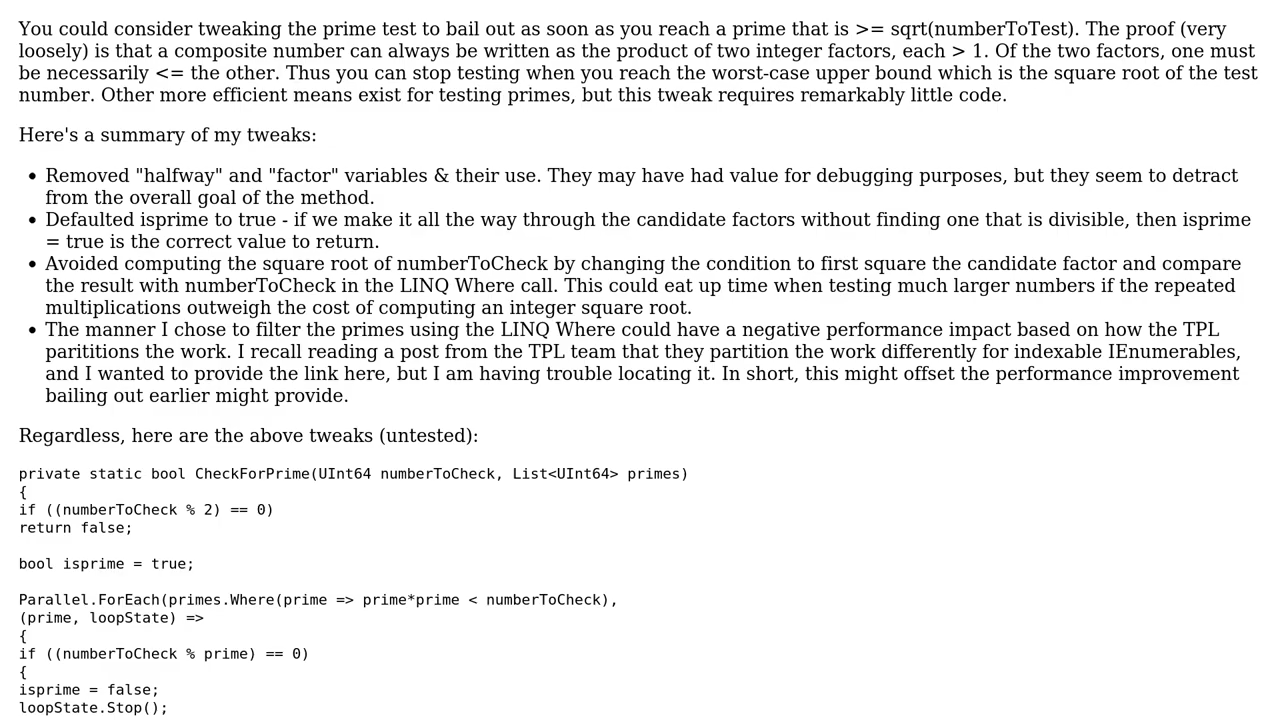 You could consider tweaking the prime test to bail out as soon as you reach a prime that is >= sqrt(numberToTest). The proof (very
loosely) is that a composite number can always be written as the product of two integer factors, each > 1. Of the two factors, one must
be necessarily <= the other. Thus you can stop testing when you reach the worst-case upper bound which is the square root of the test
number. Other more efficient means exist for testing primes, but this tweak requires remarkably little code.
Here's a summary of my tweaks:
• Removed "halfway" and "factor" variables & their use. They may have had value for debugging purposes, but they seem to detract
from the overall goal of the method.
• Defaulted isprime to true - if we make it all the way through the candidate factors without finding one that is divisible, then isprime
= true is the correct value to return.
• Avoided computing the square root of numberToCheck by changing the condition to first square the candidate factor and compare
the result with numberToCheck in the LINQ Where call. This could eat up time when testing much larger numbers if the repeated
multiplications outweigh the cost of computing an integer square root.
• The manner I chose to filter the primes using the LINQ Where could have a negative performance impact based on how the TPL
parititions the work. I recall reading a post from the TPL team that they partition the work differently for indexable IEnumerables,
and I wanted to provide the link here, but I am having trouble locating it. In short, this might offset the performance improvement
bailing out earlier might provide.
Regardless, here are the above tweaks (untested):
private static bool CheckForPrime(UInt64 numberToCheck, List<UInt64> primes)
{
if ((numberToCheck % 2) == 0)
return false;
bool isprime = true;
Parallel.ForEach(primes.Where(prime => prime*prime < numberToCheck),
(prime, loopState) =>
{
if ((numberToCheck % prime) == 0)
{
isprime = false;
loopState.Stop();